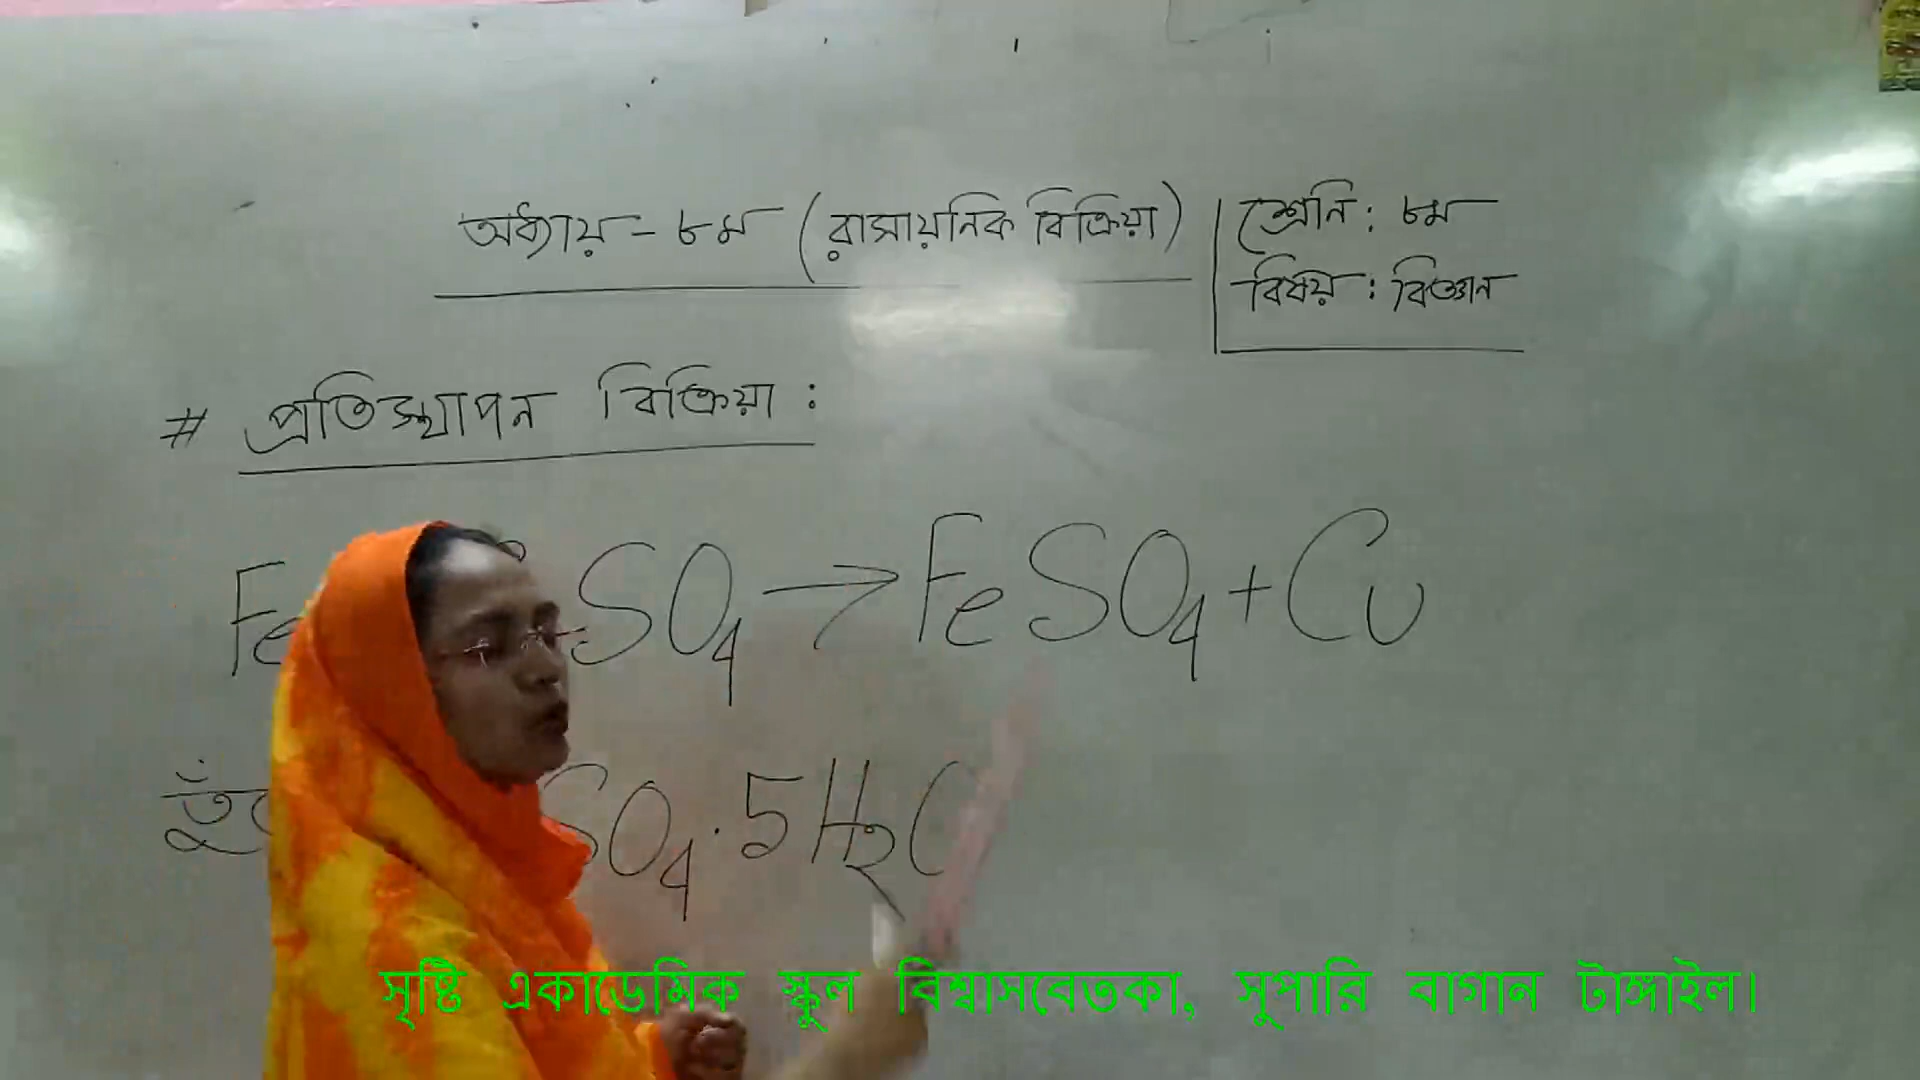 অধ্যায় - ৮ম (রাসায়নিক বিক্রিয়া)
শ্রেনি : ৮ম
বিষয় : বিজ্ঞান
# প্রতিস্থাপন বিক্রিয়া :
Fe SO4 → FeSO4 + Cu
SO4 . 5H2O
সৃষ্টি একাডেমিক স্কুল বিশ্বাসবেতকা, সুপারি বাগান টাঙ্গাইল।